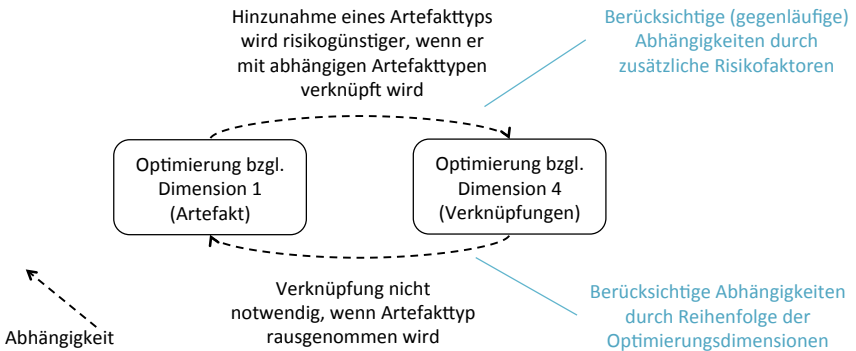 Hinzunahme eines Artefakttyps
wird risikogünstiger, wenn er
mit abhängigen Artefakttypen
verknüpft wird
Berücksichtige (gegenläufige)
Abhängigkeiten durch
zusätzliche Risikofaktoren
Optimierung bzgl.
Dimension 1
(Artefakt)
Optimierung bzgl.
Dimension 4
(Verknüpfungen)
Verknüpfung nicht
notwendig, wenn Artefakttyp
rausgenommen wird
Berücksichtige Abhängigkeiten
durch Reihenfolge der
Optimierungsdimensionen
Abhängigkeit